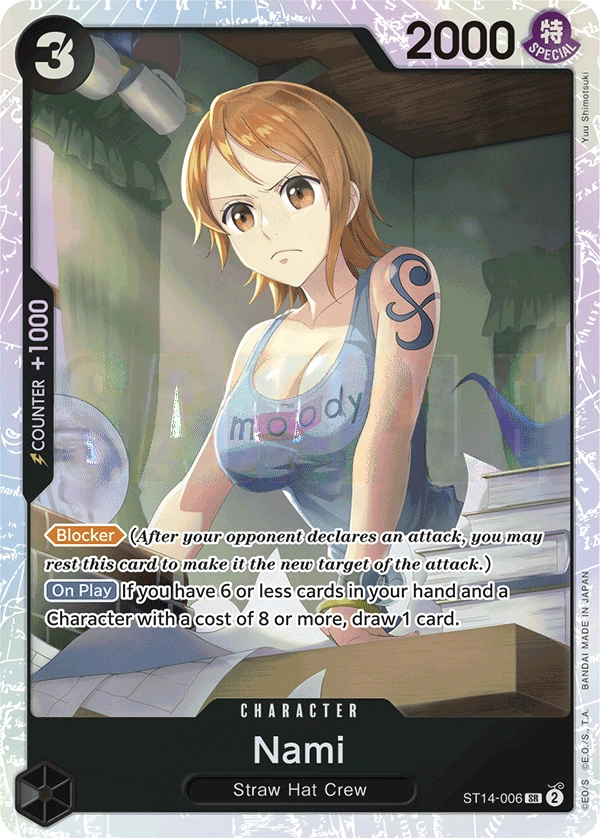 3
2000
特
SPECIAL
Yuu Shimotsuki
COUNTER +1000
moody
Blocker (After your opponent declares an attack, you may
rest this card to make it the new target of the attack.)
On Play If you have 6 or less cards in your hand and a
Character with a cost of 8 or more, draw 1 card.
CHARACTER
Nami
Straw Hat Crew
ST14-006 SR 2
©EO/S ©E.O./S., T.A. BANDAI MADE IN JAPAN